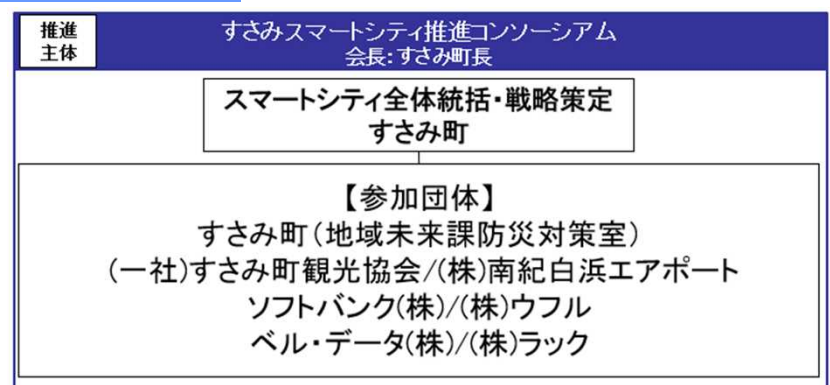 推進
主体
すさみスマートシティ推進コンソーシアム
会長：すさみ町長
スマートシティ全体統括・戦略策定
すさみ町
【参加団体】
すさみ町（地域未来課防災対策室）
(一社)すさみ町観光協会/(株)南紀白浜エアポート
ソフトバンク(株)/(株)ウフル
ベル・データ(株)/(株)ラック